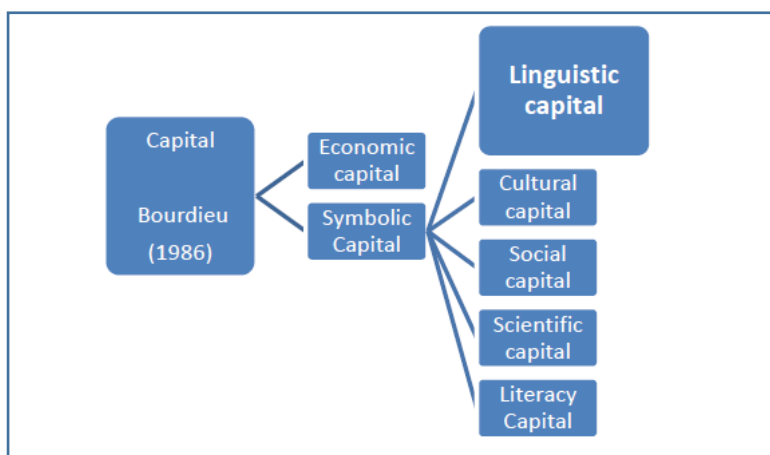 Capital
Bourdieu
(1986)
Economic
capital
Symbolic
Capital
Linguistic
capital
Cultural
capital
Social
capital
Scientific
capital
Literacy
Capital